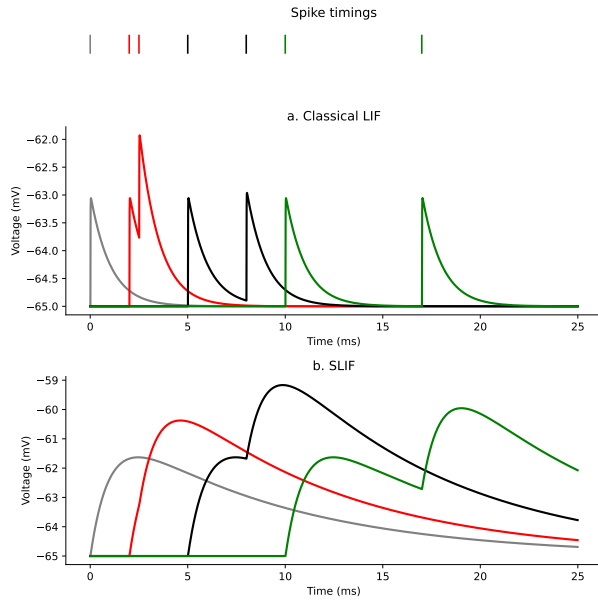 Spike timings
a. Classical LIF
−62.0
−62.5
−63.0
−63.5
−64.0
−64.5
−65.0
Voltage (mV)
0 5 10 15 20 25
Time (ms)
b. SLIF
−59
−60
−61
−62
−63
−64
−65
Voltage (mV)
0 5 10 15 20 25
Time (ms)